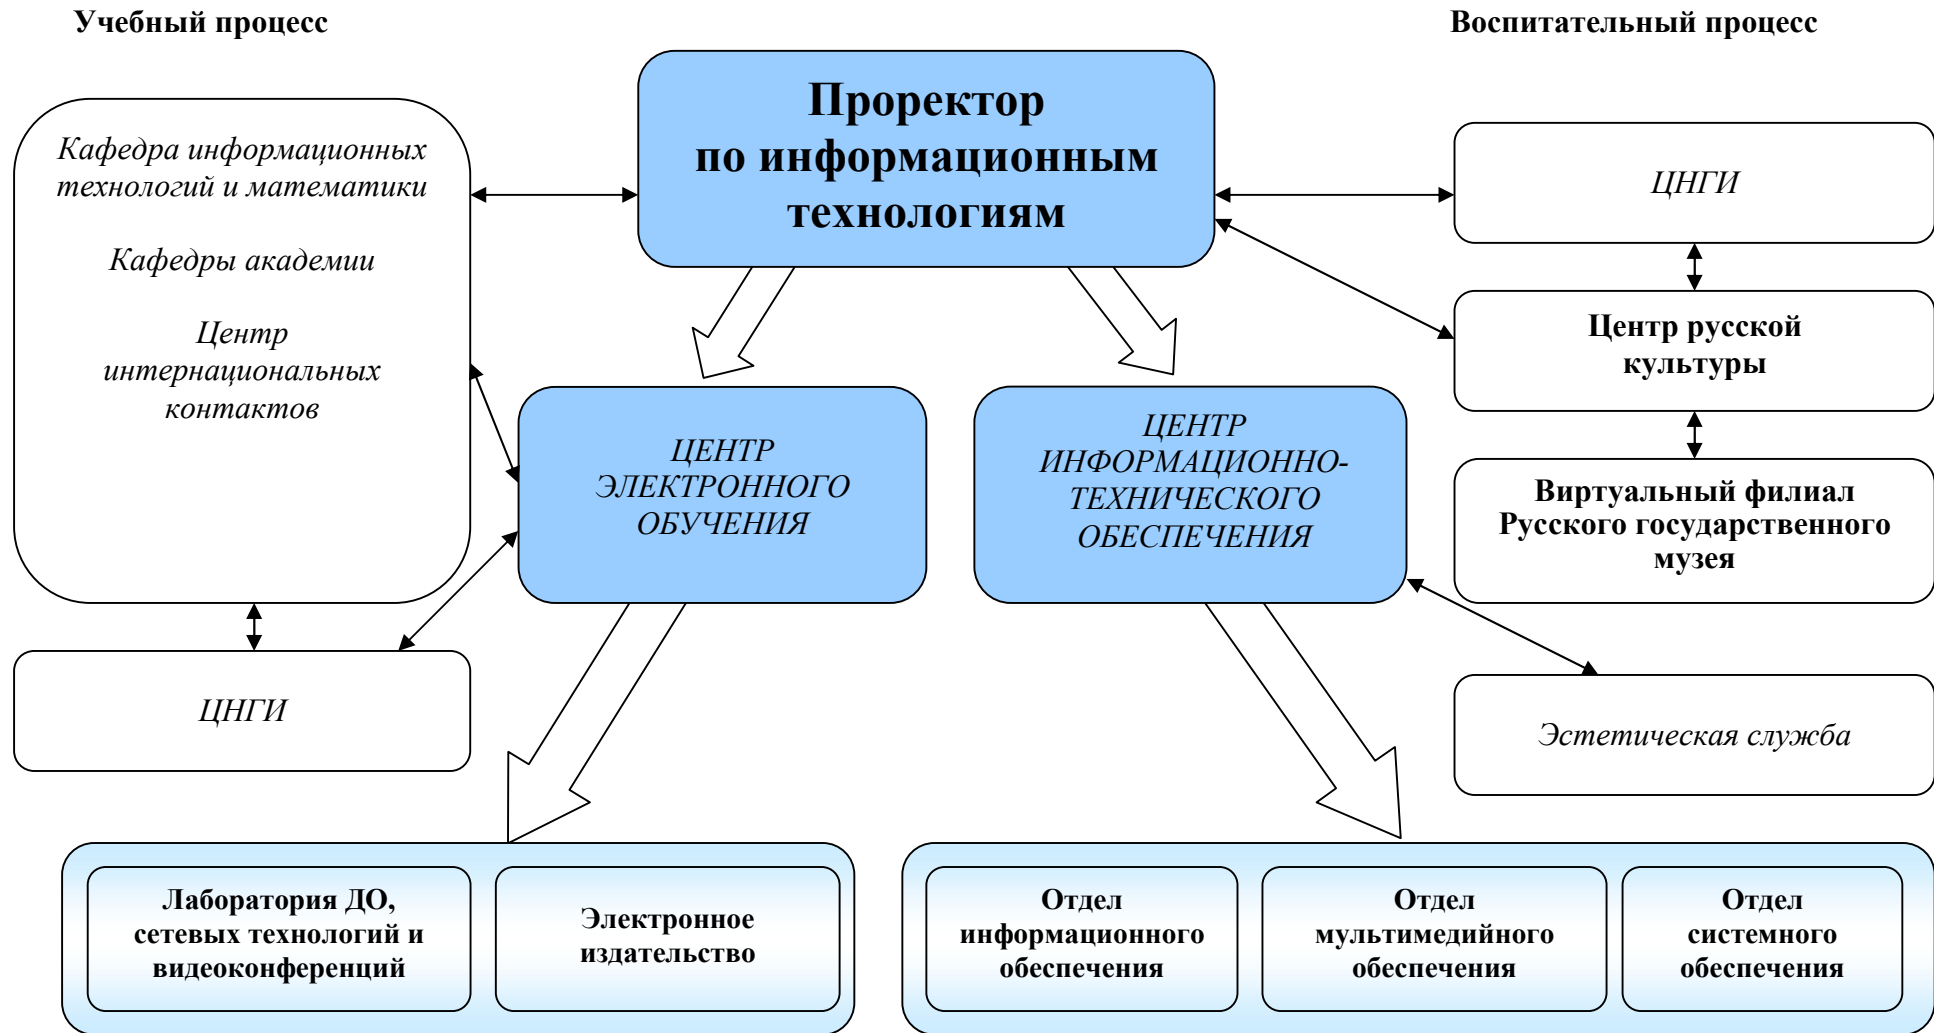 Учебный процесс
Воспитательный процесс
Проректор
по информационным
технологиям
Кафедра информационных
технологий и математики
Кафедры академии
Центр
интернациональных
контактов
ЦНГИ
ЦЕНТР
ЭЛЕКТРОННОГО
ОБУЧЕНИЯ
ЦЕНТР
ИНФОРМАЦИОННО-
ТЕХНИЧЕСКОГО
ОБЕСПЕЧЕНИЯ
ЦНГИ
Центр русской
культуры
Виртуальный филиал
Русского государственного
музея
Эстетическая служба
Лаборатория ДО,
сетевых технологий и
видеоконференций
Электронное
издательство
Отдел
информационного
обеспечения
Отдел
мультимедийного
обеспечения
Отдел
системного
обеспечения